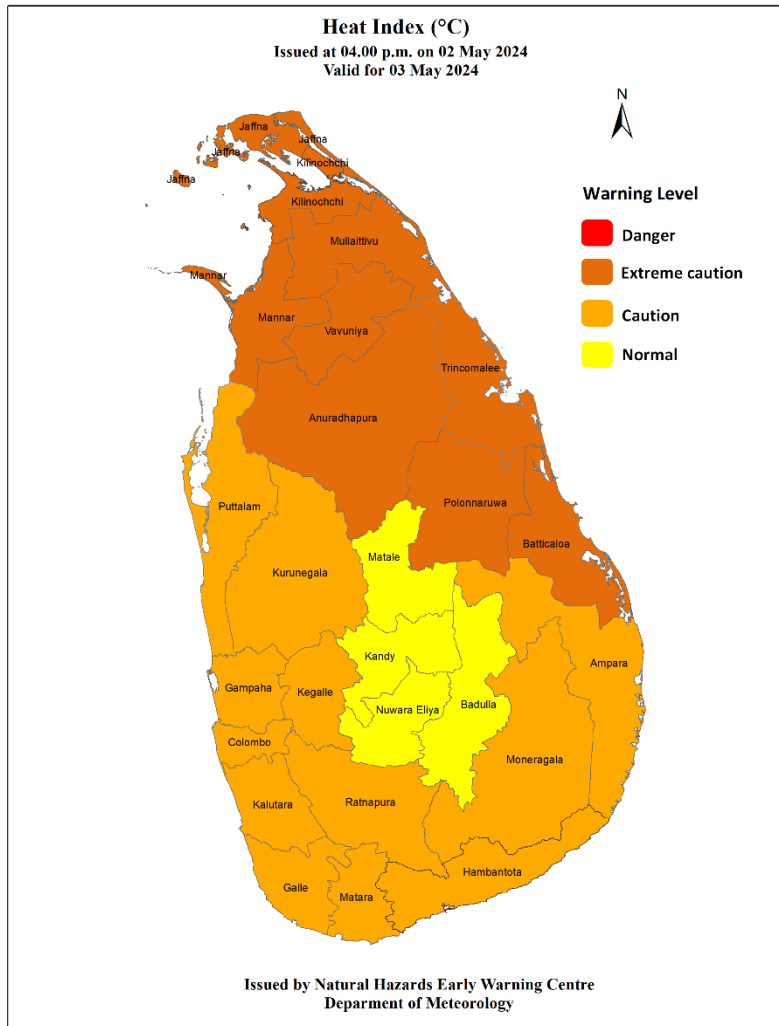 Heat Index (°C)
Issued at 04.00 p.m. on 02 May 2024
Valid for 03 May 2024
N
Jaffna
Jaffna
Jaffna
Kilinochchi
Jaffna
Kilinochchi
Mullaittivu
Mannar
Mannar
Vavuniya
Trincomalee
Anuradhapura
Polonnaruwa
Puttalam
Batticaloa
Matale
Kurunegala
Kandy
Ampara
Gampaha
Kegalle
Nuwara Eliya
Badulla
Colombo
Moneragala
Kalutara
Ratnapura
Hambantota
Galle
Matara
Warning Level
Danger
Extreme caution
Caution
Normal
Issued by Natural Hazards Early Warning Centre
Deparment of Meteorology